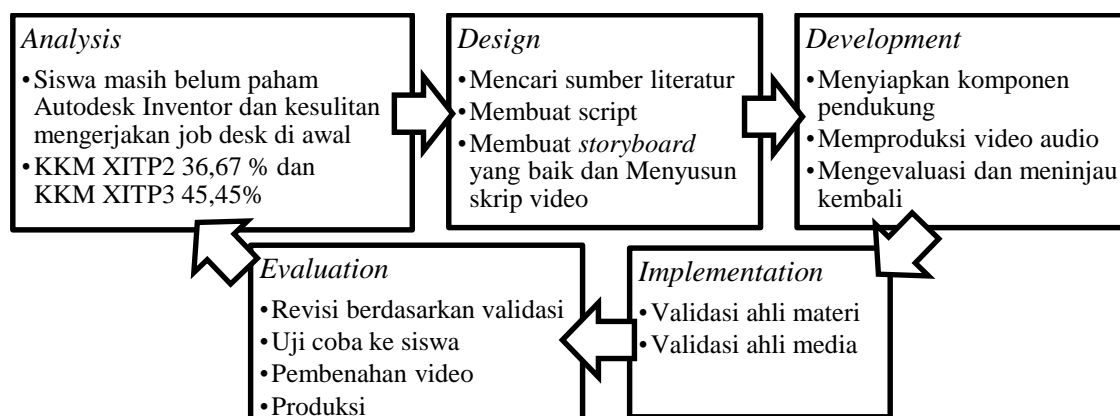 Analysis
•Siswa masih belum paham
Autodesk Inventor dan kesulitan
mengerjakan job desk di awal
•KKM XITP2 36,67 % dan
KKM XITP3 45,45%
Design
•Mencari sumber literatur
•Membuat script
•Membuat storyboard
yang baik dan Menyusun
skrip video
Development
•Menyiapkan komponen
pendukung
•Memproduksi video audio
•Mengevaluasi dan meninjau
kembali
Implementation
•Validasi ahli materi
•Validasi ahli media
Evaluation
•Revisi berdasarkan validasi
•Uji coba ke siswa
•Pembenahan video
•Produksi